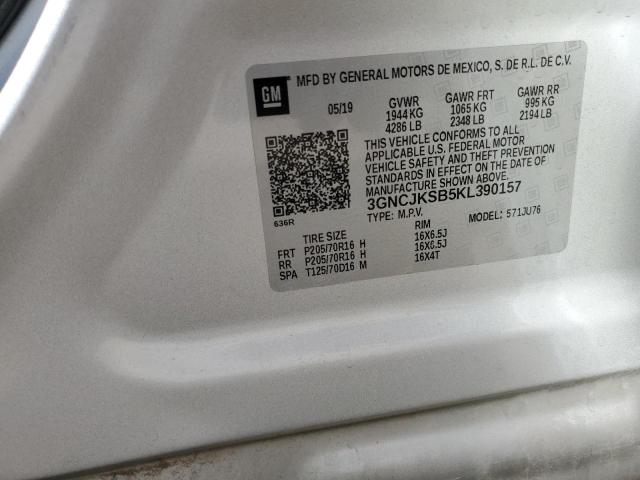 GM
MFD BY GENERAL MOTORS DE MEXICO, S. DE R.L. DE C.V.
05/19 GVWR GAWR FRT GAWR RR
1944 KG 1065 KG 995 KG
4286 LB 2348 LB 2194 LB
THIS VEHICLE CONFORMS TO ALL
APPLICABLE U.S. FEDERAL MOTOR
VEHICLE SAFETY AND THEFT PREVENTION
STANDARDS IN EFFECT ON THE DATE OF
MANUFACTURE SHOWN ABOVE.
3GNCJKSB5KL390157
TYPE: M.P.V. MODEL: 571JU76
636R
TIRE SIZE RIM
FRT P205/70R16 H 16X6.5J
RR P205/70R16 H 16X6.5J
SPA T125/70D16 M 16X4T